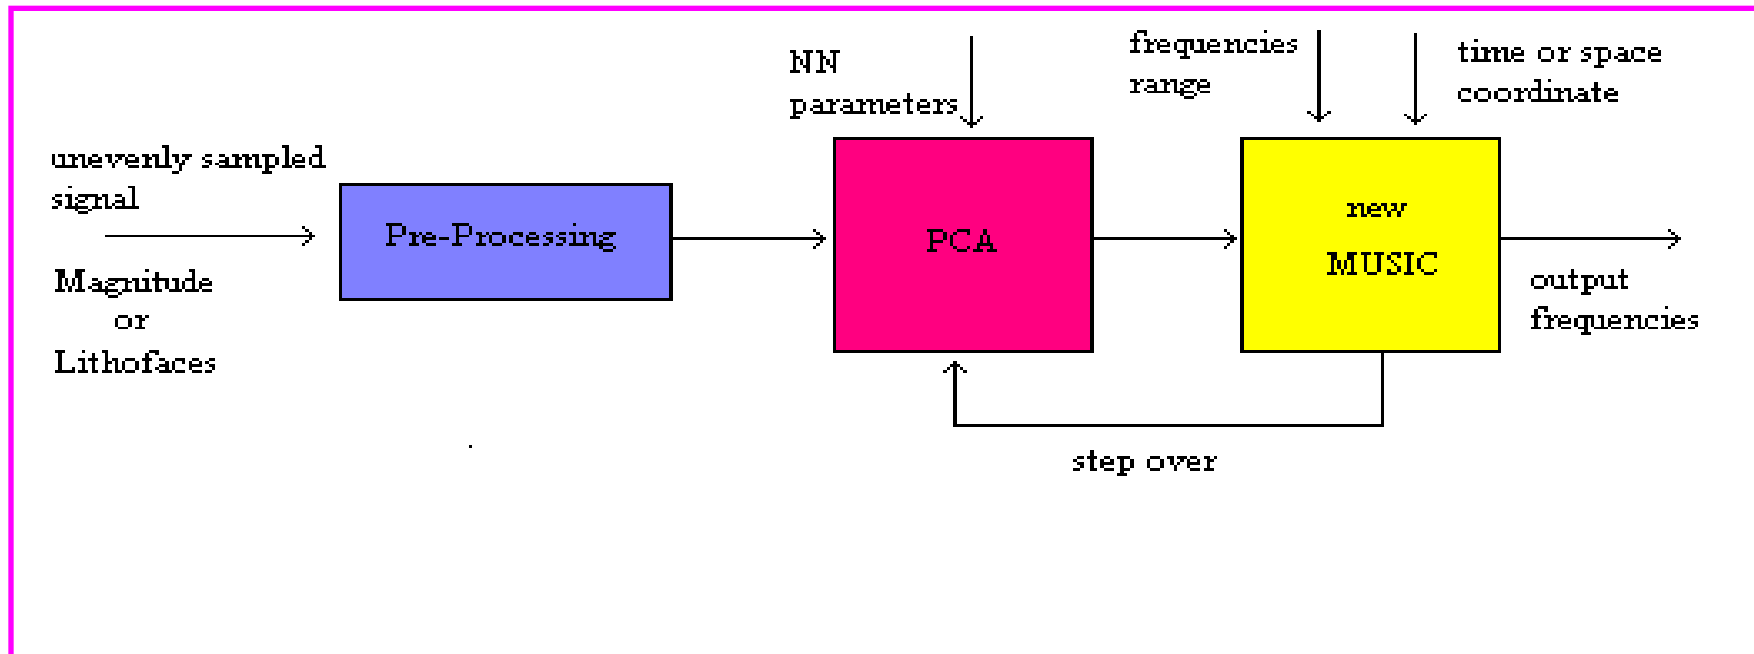 unevenly sampled
signal
Magnitude
or
Lithofaces
Pre-Processing
NN
parameters
PCA
frequencies
range
time or space
coordinate
new
MUSIC
output
frequencies
step over